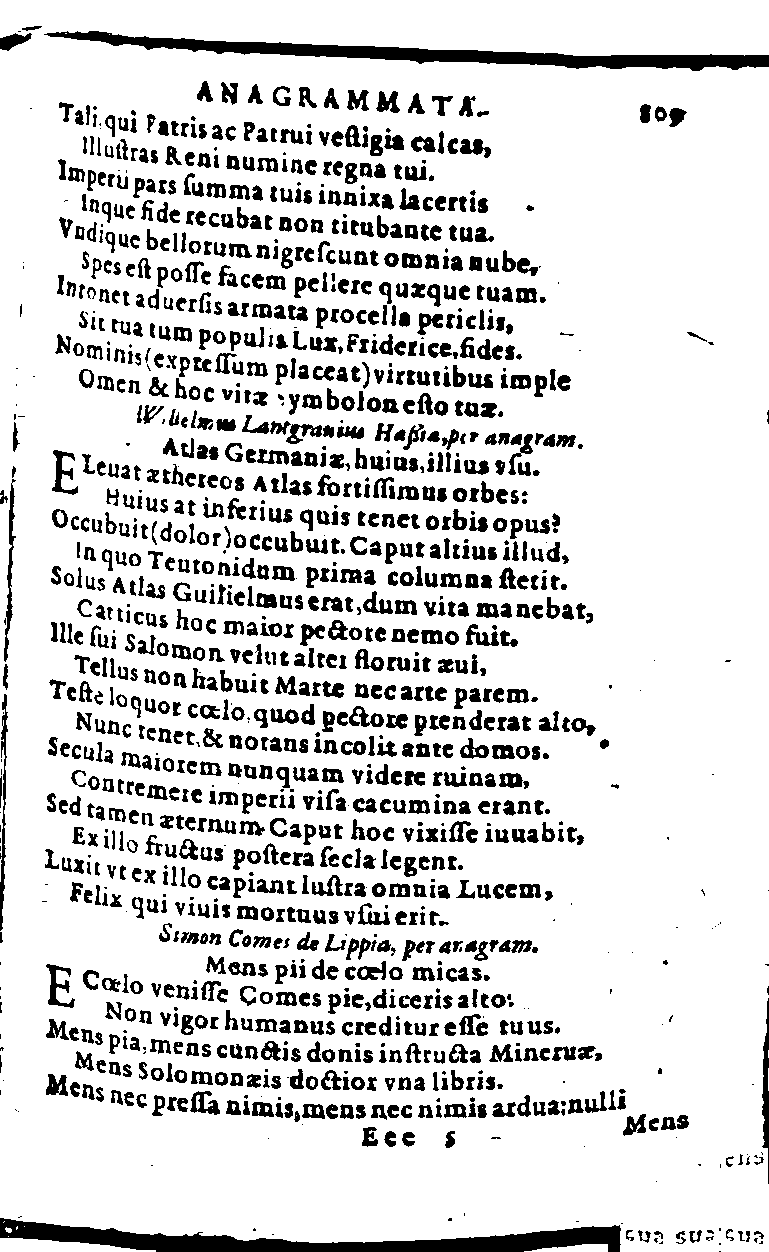 ANAGRAMMATA. 809
Tali qui Patris ac Patrui veſtigia calcas,
Illuſtras Reni numine regna tui.
Imperii pars ſumma tuis innixa lacertis
Inque fide recubat non titubante tua.
Vndique bellorum nigreſcunt omnia nube,
Spes eſt poſſe facem pellere quæque tuam.
Intonet aduerſis armata procella periclis,
Sit tua tum populis Lux, Friderice, fides.
Nominis (expreſſum placeat) virtutibus imple
Omen & hoc vitæ ſymbolon eſto tuæ.
Wilhelmus Lantgrauius Haßiæ, per anagram.
Atlas Germaniæ, huius, illius vſu.
ELeuat æthereos Atlas fortiſſimus orbes:
Huius at inferius quis tenet orbis opus?
Occubuit (dolor) occubuit. Caput altius illud,
In quo Teutonidum prima columna ſtetit.
Solus Atlas Guilielmus erat, dum vita manebat,
Catticus hoc maior pectore nemo fuit.
Ille ſui Salomon velut alter floruit æui,
Tellus non habuit Marte nec arte parem.
Teſte loquor cœlo, quod pectore prenderat alto,
Nunc tenet, & notans incolit ante domos.
Secula maiorem nunquam videre ruinam,
Contremere imperii viſa cacumina erant.
Sed tamen æternum Caput hoc vixiſſe iuuabit,
Ex illo fructus poſtera ſecla legent.
Luxit vt ex illo capiant luſtra omnia Lucem,
Felix qui viuis mortuus vſui erit.
Simon Comes de Lippia, per anagram.
Mens pii de cœlo micas.
E Cœlo veniſſe Comes pie, diceris alto:
Non vigor humanus creditur eſſe tuus.
Mens pia, mens cunctis donis inſtructa Mineruæ,
Mens Solomonæis doctior vna libris.
Mens nec preſſa nimis, mens nec nimis ardua: nulli
Eee 5 Mens